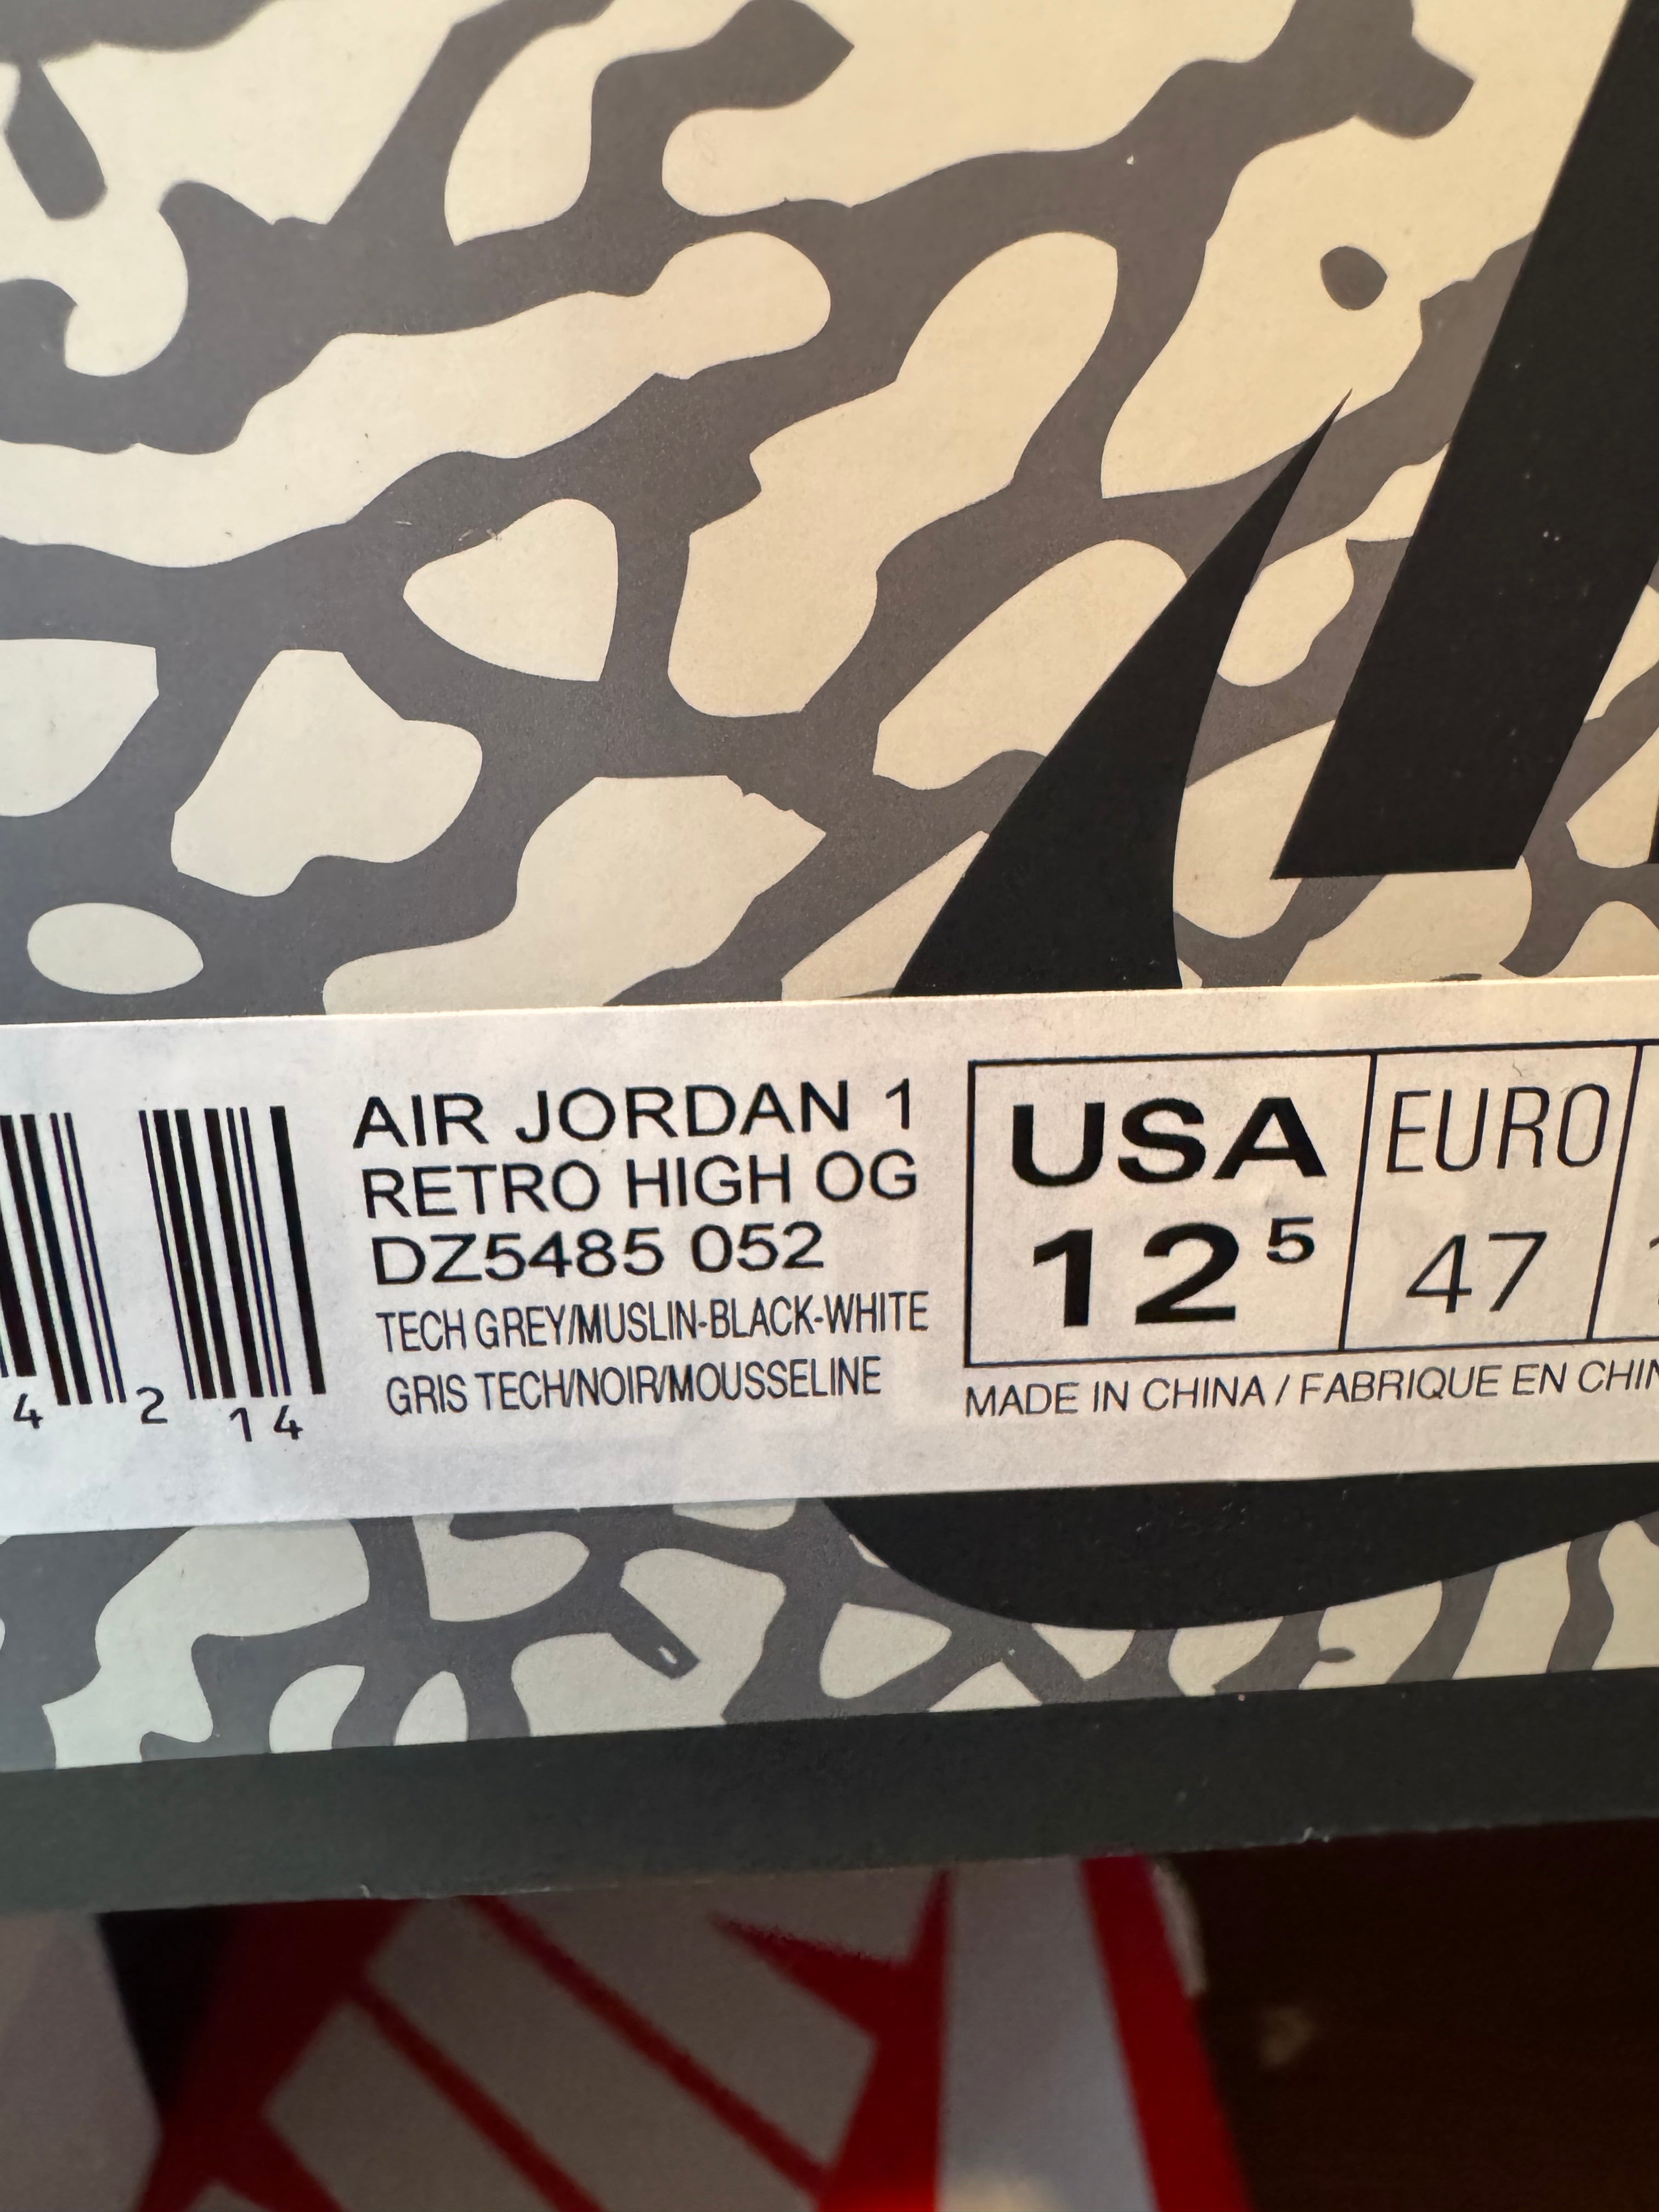 AIR JORDAN 1
RETRO HIGH OG
DZ5485 052
TECH GREY/MUSLIN-BLACK-WHITE
GRIS TECH/NOIR/MOUSSELINE
4 2 14
USA
12 5
EURO
47
MADE IN CHINA / FABRIQUE EN